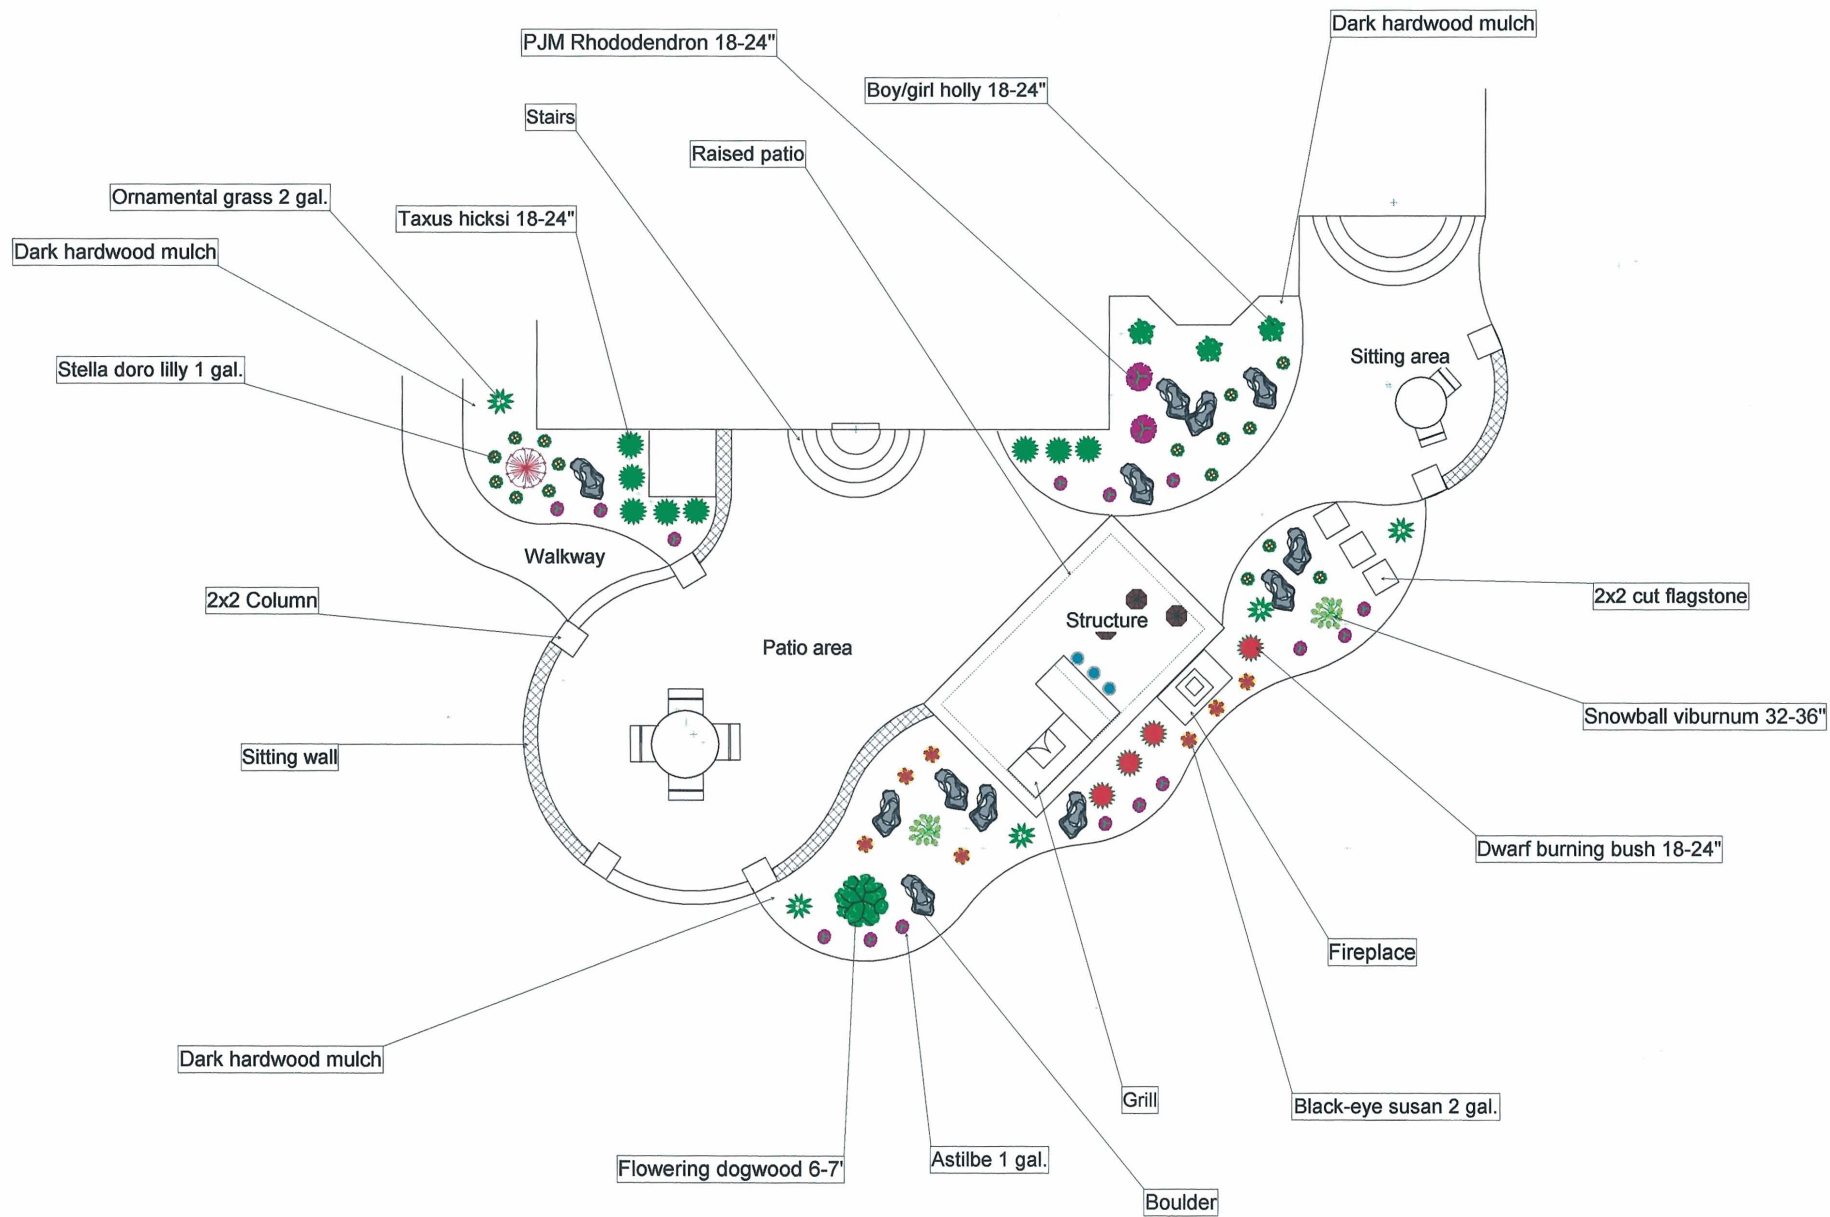 Dark hardwood mulch
PJM Rhododendron 18-24"
Boy/girl holly 18-24"
Stairs
Raised patio
Ornamental grass 2 gal.
Taxus hicksi 18-24"
Dark hardwood mulch
Sitting area
Stella doro lilly 1 gal.
Walkway
2x2 Column
2x2 cut flagstone
Structure
Patio area
Snowball viburnum 32-36"
Sitting wall
Dwarf burning bush 18-24"
Fireplace
Dark hardwood mulch
Grill
Black-eye susan 2 gal.
Flowering dogwood 6-7'
Astilbe 1 gal.
Boulder